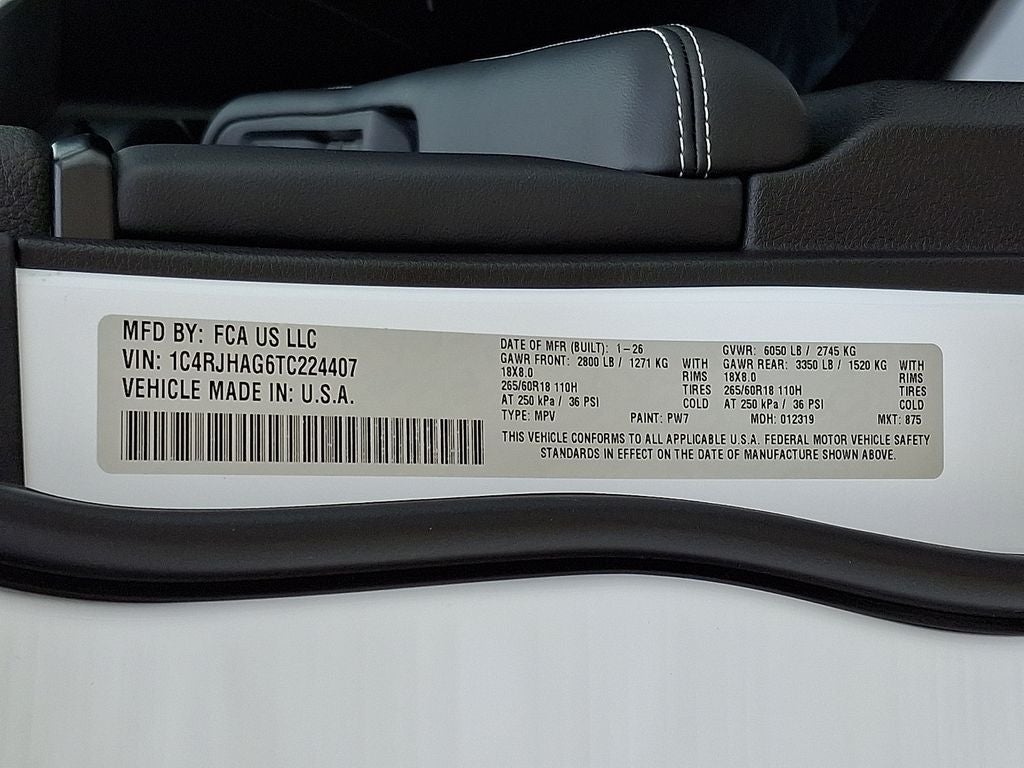 MFD BY: FCA US LLC
VIN: 1C4RJHAG6TC224407
VEHICLE MADE IN: U.S.A.
DATE OF MFR (BUILT): 1-26
GAWR FRONT: 2800 LB / 1271 KG WITH
18X8.0 RIMS
265/60R18 110H TIRES
AT 250 kPa / 36 PSI COLD
GVWR: 6050 LB / 2745 KG
GAWR REAR: 3350 LB / 1520 KG WITH
18X8.0 RIMS
265/60R18 110H TIRES
AT 250 kPa / 36 PSI COLD
TYPE: MPV PAINT: PW7 MDH: 012319 MKT: 875
THIS VEHICLE CONFORMS TO ALL APPLICABLE U.S.A. FEDERAL MOTOR VEHICLE SAFETY
STANDARDS IN EFFECT ON THE DATE OF MANUFACTURE SHOWN ABOVE.